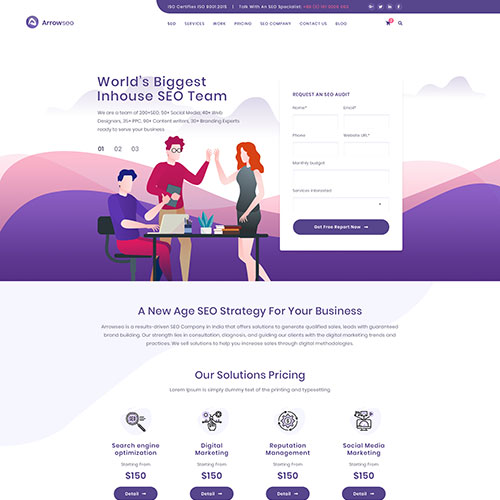 ISO Certifies ISO 9001:2015 | Talk With An SEO Specialist:
Arrowseo
SEO SERVICES WORK PRICING SEO COMPANY CONTACT US BLOG
World's Biggest
Inhouse SEO Team
We are a team of 200+SEO, 50+ Social Media, 40+ Web
Designers, 35+ PPC, 90+ Content writers, 30+Branding Experts
ready to serve your business
01 02 03
REQUEST AN SEO AUDIT
Name* Email*
Phone Website URL*
Monthly budget
Services interested
Get Free Report Now
A New Age SEO Strategy For Your Business
Arrowseo is a results-driven SEO Company in India that offers solutions to generate qualified sales, leads with guaranteed
brand building. Our strength lies in consultation, diagnosis, and guiding our clients with the digital marketing trends and
practices. We sell solutions to help you increase sales through digital methodologies.
Our Solutions Pricing
Lorem Ipsum is simply dummy text of the printing and typesetting
Search engine
optimization
Starting From
$150
Detail
Digital
Marketing
Starting From
$150
Detail
Reputation
Management
Starting From
$150
Detail
Social Media
Marketing
Starting From
$150
Detail